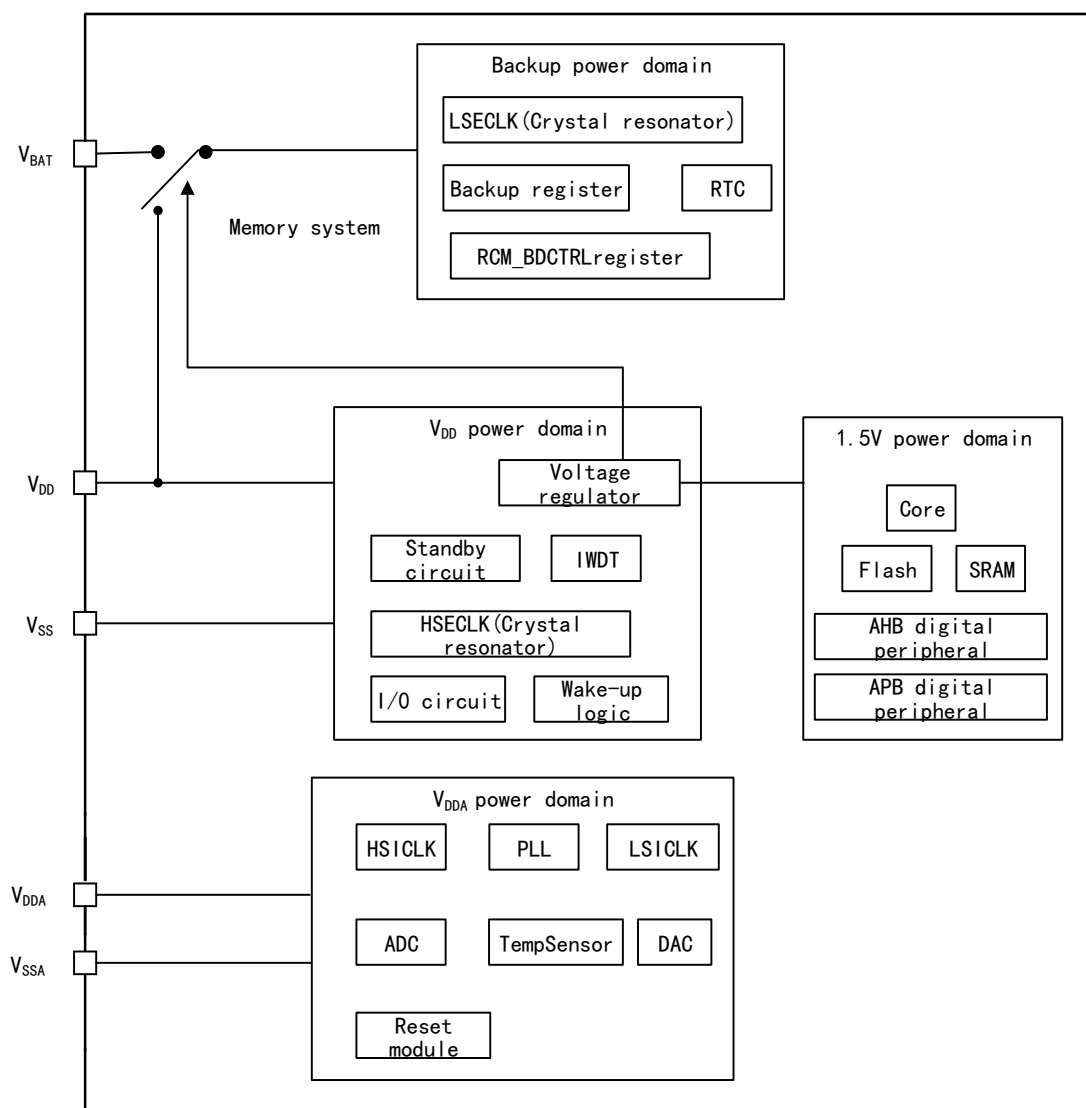 Backup power domain
LSECLK(Crystal resonator)
VBAT
Backup register
RTC
Memory system
RCM_BDCTRLregister
VDD power domain
1.5V power domain
Voltage
regulator
VDD
Core
Standby
circuit
IWDT
Flash
SRAM
VSS
HSECLK(Crystal
resonator)
AHB digital
peripheral
I/O circuit
Wake-up
logic
APB digital
peripheral
VDDA power domain
HSICLK
PLL
LSICLK
VDDA
ADC
TempSensor
DAC
VSSA
Reset
module